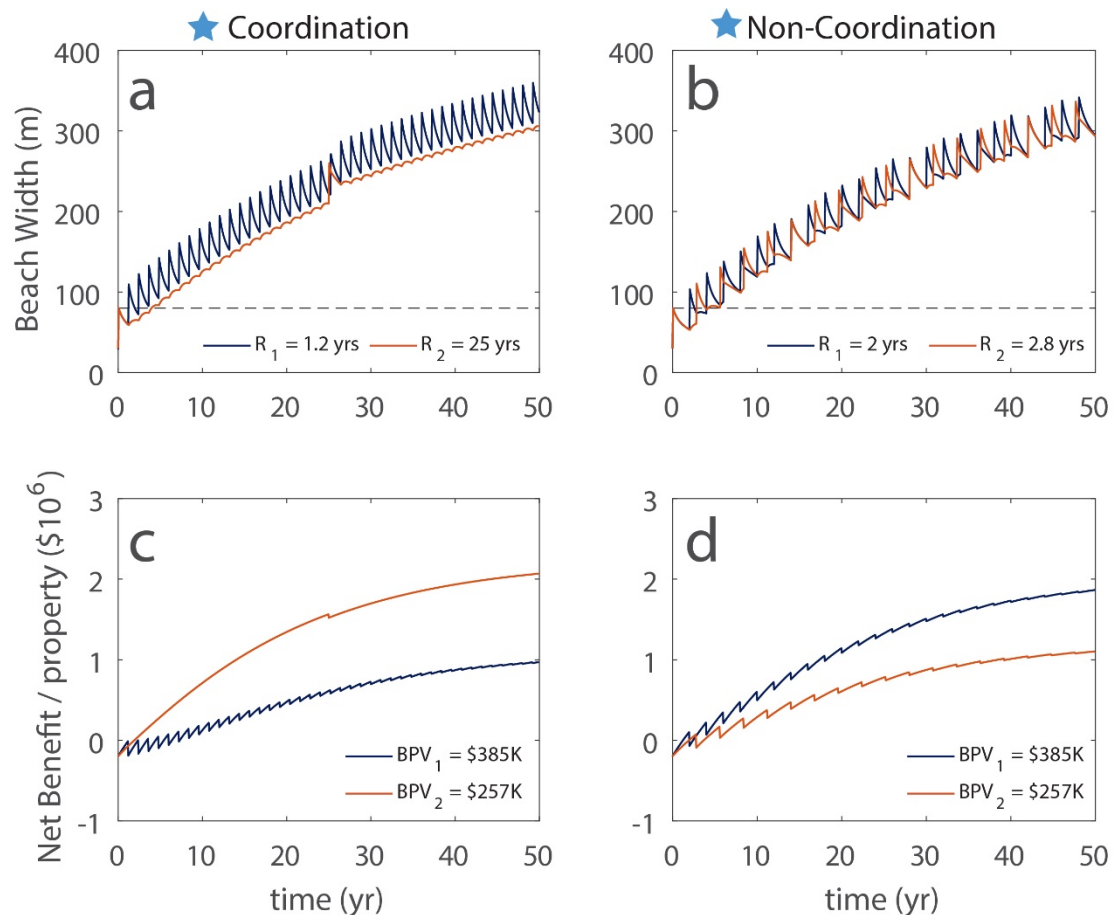 Coordination
Non-Coordination
Beach Width (m)
400
300
200
100
0
a
R 1 = 1.2 yrs
R 2 = 25 yrs
0 10 20 30 40 50
400
300
200
100
0
b
R 1 = 2 yrs
R 2 = 2.8 yrs
0 10 20 30 40 50
Net Benefit / property ($10^6)
3
2
1
0
-1
c
BPV 1 = $385K
BPV 2 = $257K
0 10 20 30 40 50
time (yr)
3
2
1
0
-1
d
BPV 1 = $385K
BPV 2 = $257K
0 10 20 30 40 50
time (yr)